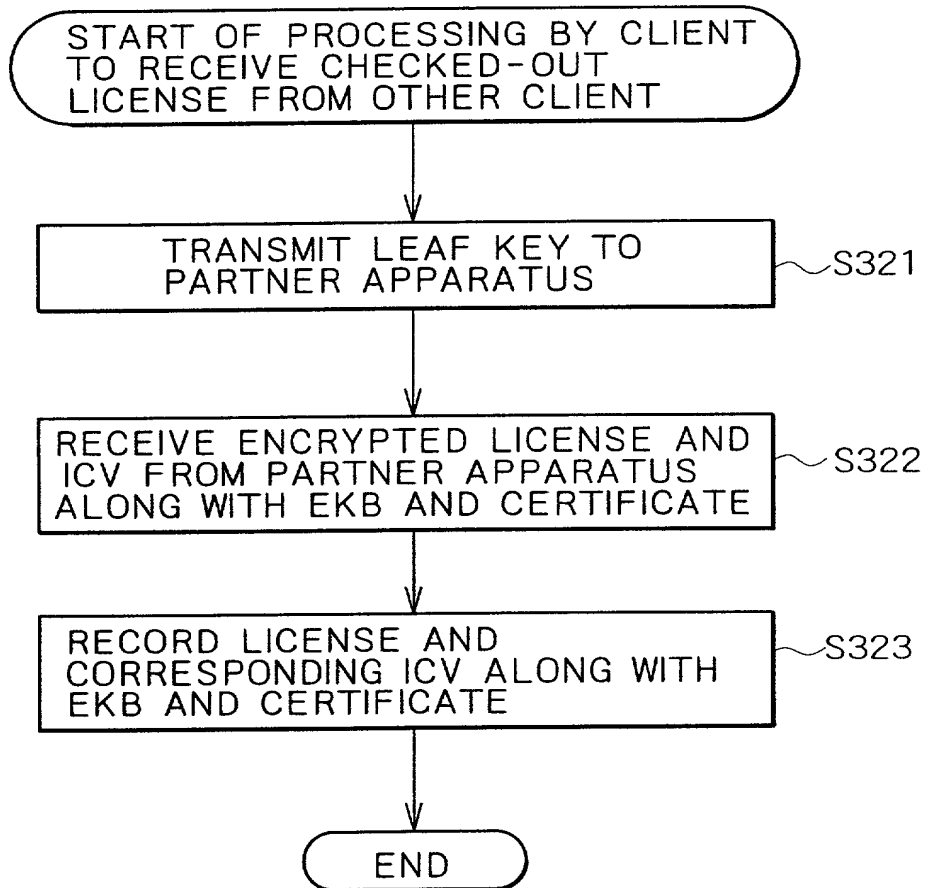 START OF PROCESSING BY CLIENT
TO RECEIVE CHECKED-OUT
LICENSE FROM OTHER CLIENT
TRANSMIT LEAF KEY TO
PARTNER APPARATUS
S321
RECEIVE ENCRYPTED LICENSE AND
ICV FROM PARTNER APPARATUS
ALONG WITH EKB AND CERTIFICATE
S322
RECORD LICENSE AND
CORRESPONDING ICV ALONG WITH
EKB AND CERTIFICATE
S323
END